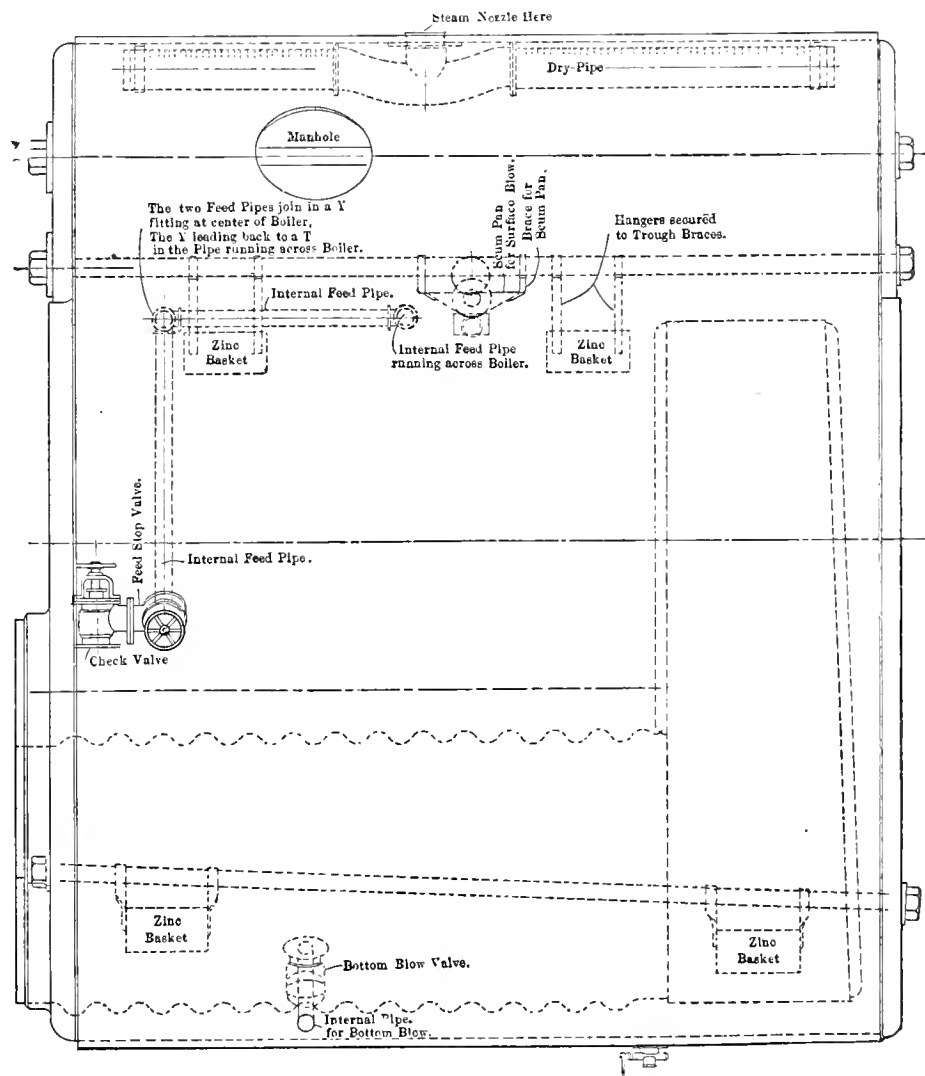 Steam Nozzle Here
Dry-Pipe
Manhole
The two Feed Pipes join in a Y
fitting at center of Boiler.
The Y leading back to a T
in the Pipe running across Boiler.
Scum Pan
for Surface Blow.
Brace for
Scum Pan.
Hangers secured
to Trough Braces.
Internal Feed Pipe.
Zinc
Basket
Internal Feed Pipe
running across Boiler.
Zinc
Basket
Feed Stop Valve.
Internal Feed Pipe.
Check Valve
Zinc
Basket
Zinc
Basket
Bottom Blow Valve.
Internal Pipe.
for Bottom Blow.